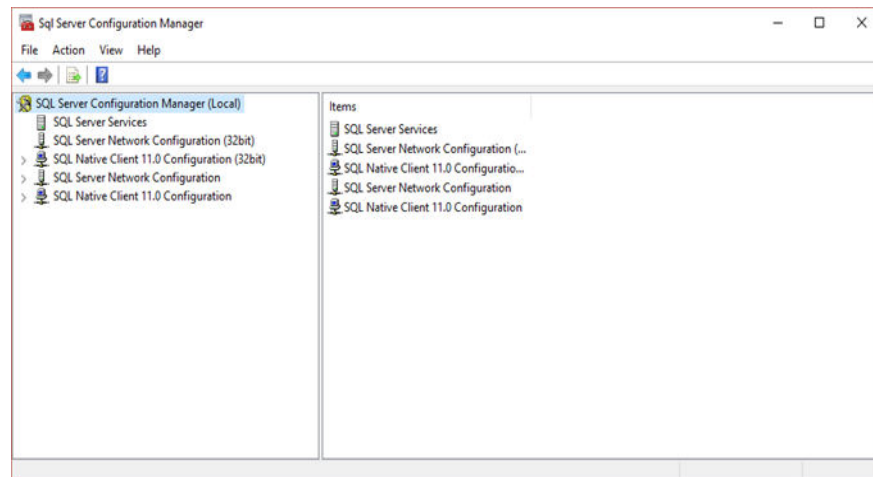 Sql Server Configuration Manager
File Action View Help
SQL Server Configuration Manager (Local)
SQL Server Services
SQL Server Network Configuration (32bit)
SQL Native Client 11.0 Configuration (32bit)
SQL Server Network Configuration
SQL Native Client 11.0 Configuration
Items
SQL Server Services
SQL Server Network Configuration (...
SQL Native Client 11.0 Configuratio...
SQL Server Network Configuration
SQL Native Client 11.0 Configuration